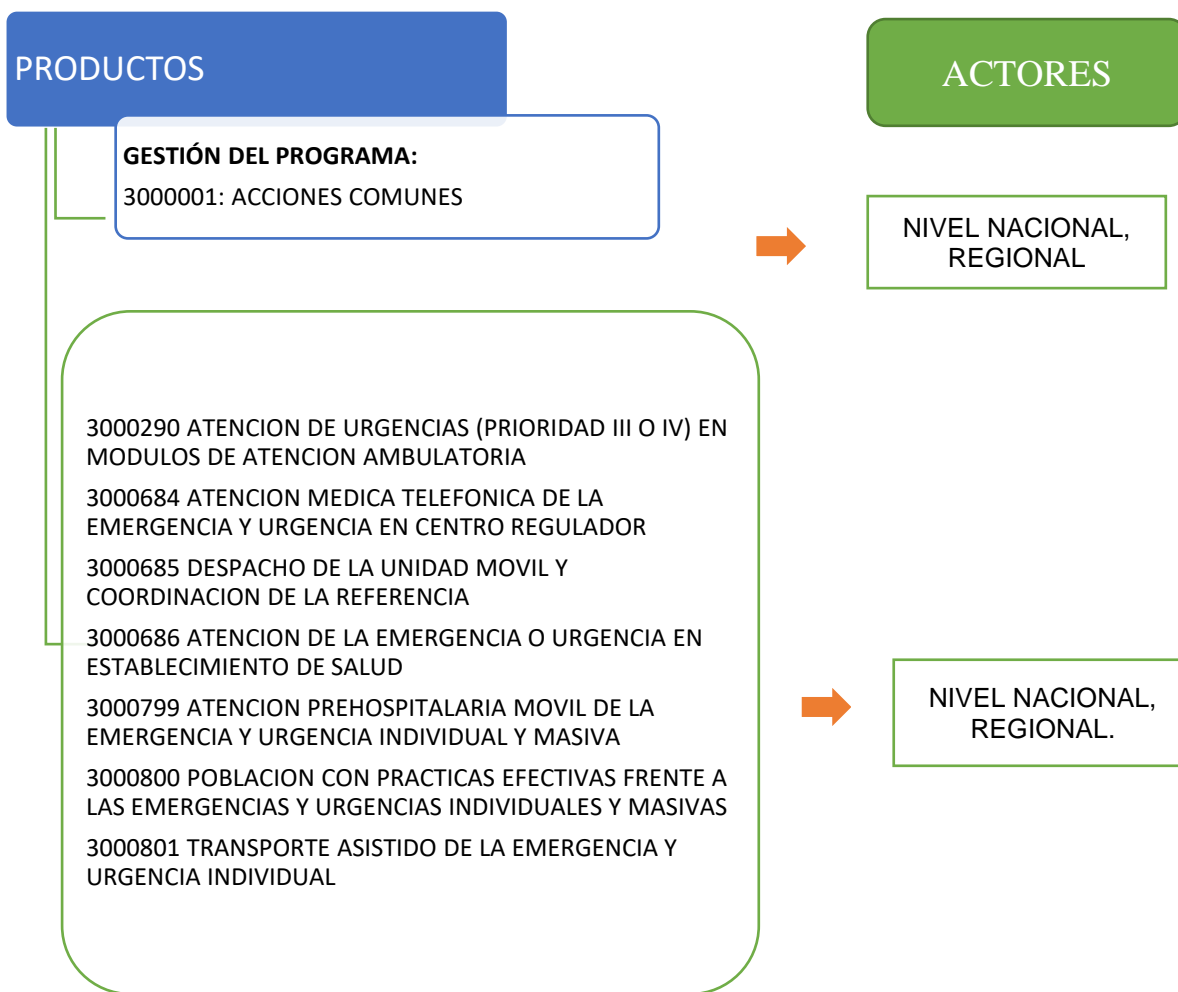 PRODUCTOS
ACTORES
GESTIÓN DEL PROGRAMA:
3000001: ACCIONES COMUNES
NIVEL NACIONAL,
REGIONAL
3000290 ATENCION DE URGENCIAS (PRIORIDAD III O IV) EN
MODULOS DE ATENCION AMBULATORIA
3000684 ATENCION MEDICA TELEFONICA DE LA
EMERGENCIA Y URGENCIA EN CENTRO REGULADOR
3000685 DESPACHO DE LA UNIDAD MOVIL Y
COORDINACION DE LA REFERENCIA
3000686 ATENCION DE LA EMERGENCIA O URGENCIA EN
ESTABLECIMIENTO DE SALUD
3000799 ATENCION PREHOSPITALARIA MOVIL DE LA
EMERGENCIA Y URGENCIA INDIVIDUAL Y MASIVA
3000800 POBLACION CON PRACTICAS EFECTIVAS FRENTE A
LAS EMERGENCIAS Y URGENCIAS INDIVIDUALES Y MASIVAS
3000801 TRANSPORTE ASISTIDO DE LA EMERGENCIA Y
URGENCIA INDIVIDUAL
NIVEL NACIONAL,
REGIONAL.